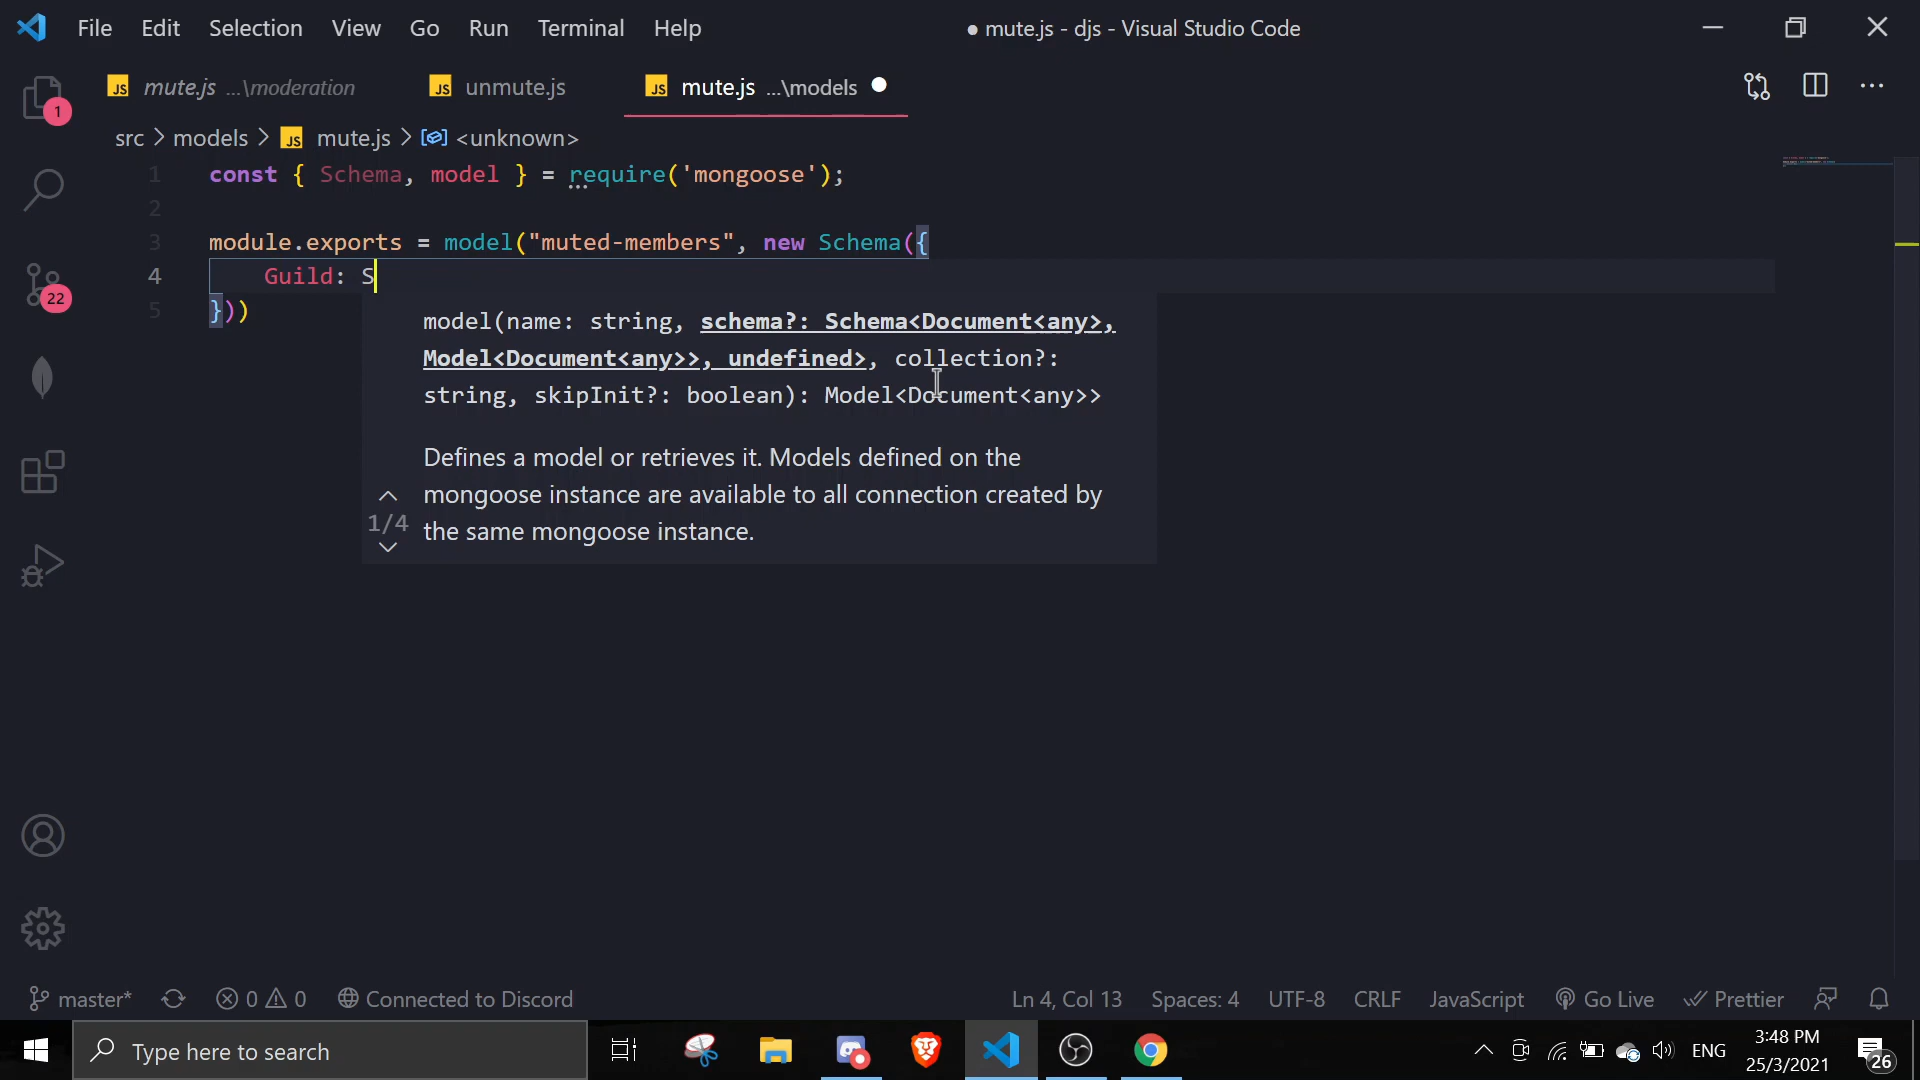 File Edit Selection View Go Run Terminal Help ● mute.js - djs - Visual Studio Code
JS mute.js ...\moderation JS unmute.js JS mute.js ...\models
1
src > models > JS mute.js > <unknown>
1 const { Schema, model } = require('mongoose');
2
3 module.exports = model("muted-members", new Schema({
4 Guild: S
5 }))
22
model(name: string, schema?: Schema<Document<any>,
Model<Document<any>>, undefined>, collection?:
string, skipInit?: boolean): Model<Document<any>>
Defines a model or retrieves it. Models defined on the
mongoose instance are available to all connection created by
the same mongoose instance.
1/4
master* 0 0 Connected to Discord Ln 4, Col 13 Spaces: 4 UTF-8 CRLF JavaScript Go Live Prettier
Type here to search ENG 3:48 PM
25/3/2021 26